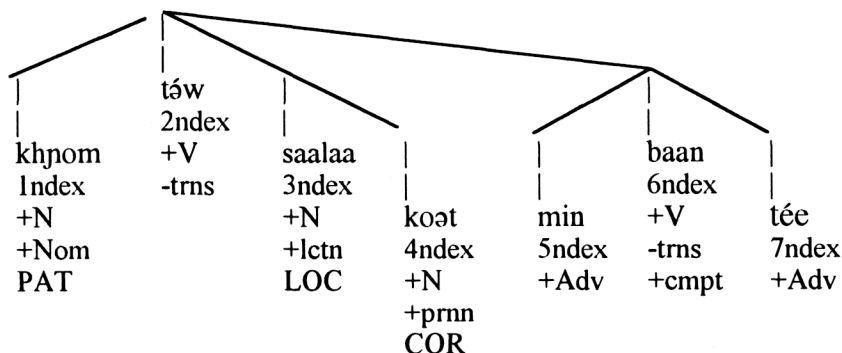 khɲom
1ndex
+N
+Nom
PAT
tə́w
2ndex
+V
-trns
saalaa
3ndex
+N
+lctn
LOC
koət
4ndex
+N
+prnn
COR
min
5ndex
+Adv
baan
6ndex
+V
-trns
+cmpt
tée
7ndex
+Adv